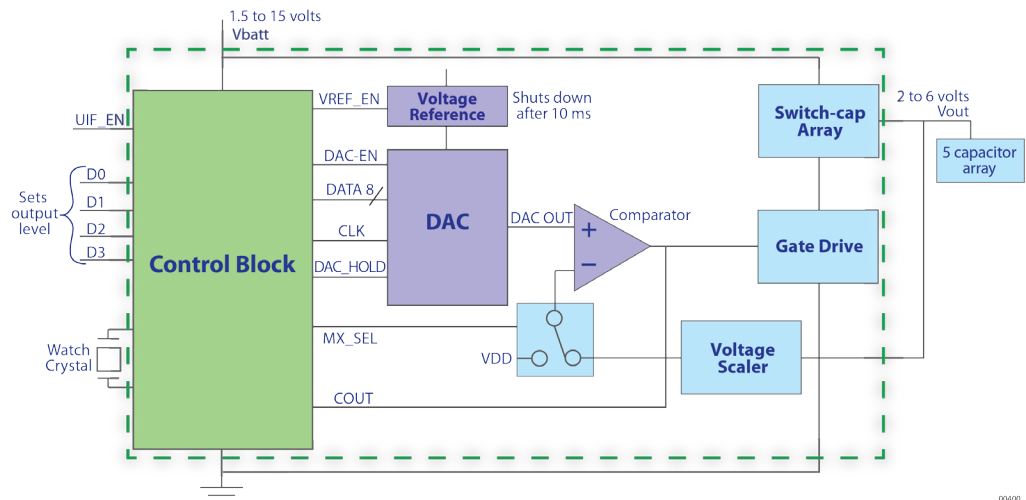 1.5 to 15 volts
Vbatt
UIF_EN
D0
D1
D2
D3
Sets
output
level
Watch
Crystal
Control Block
VREF_EN
Voltage
Reference
Shuts down
after 10 ms
DAC-EN
DATA 8
CLK
DAC_HOLD
DAC
DAC OUT
Comparator
+
−
MX_SEL
VDD
COUT
Voltage
Scaler
Switch-cap
Array
Gate Drive
2 to 6 volts
Vout
5 capacitor
array
00400